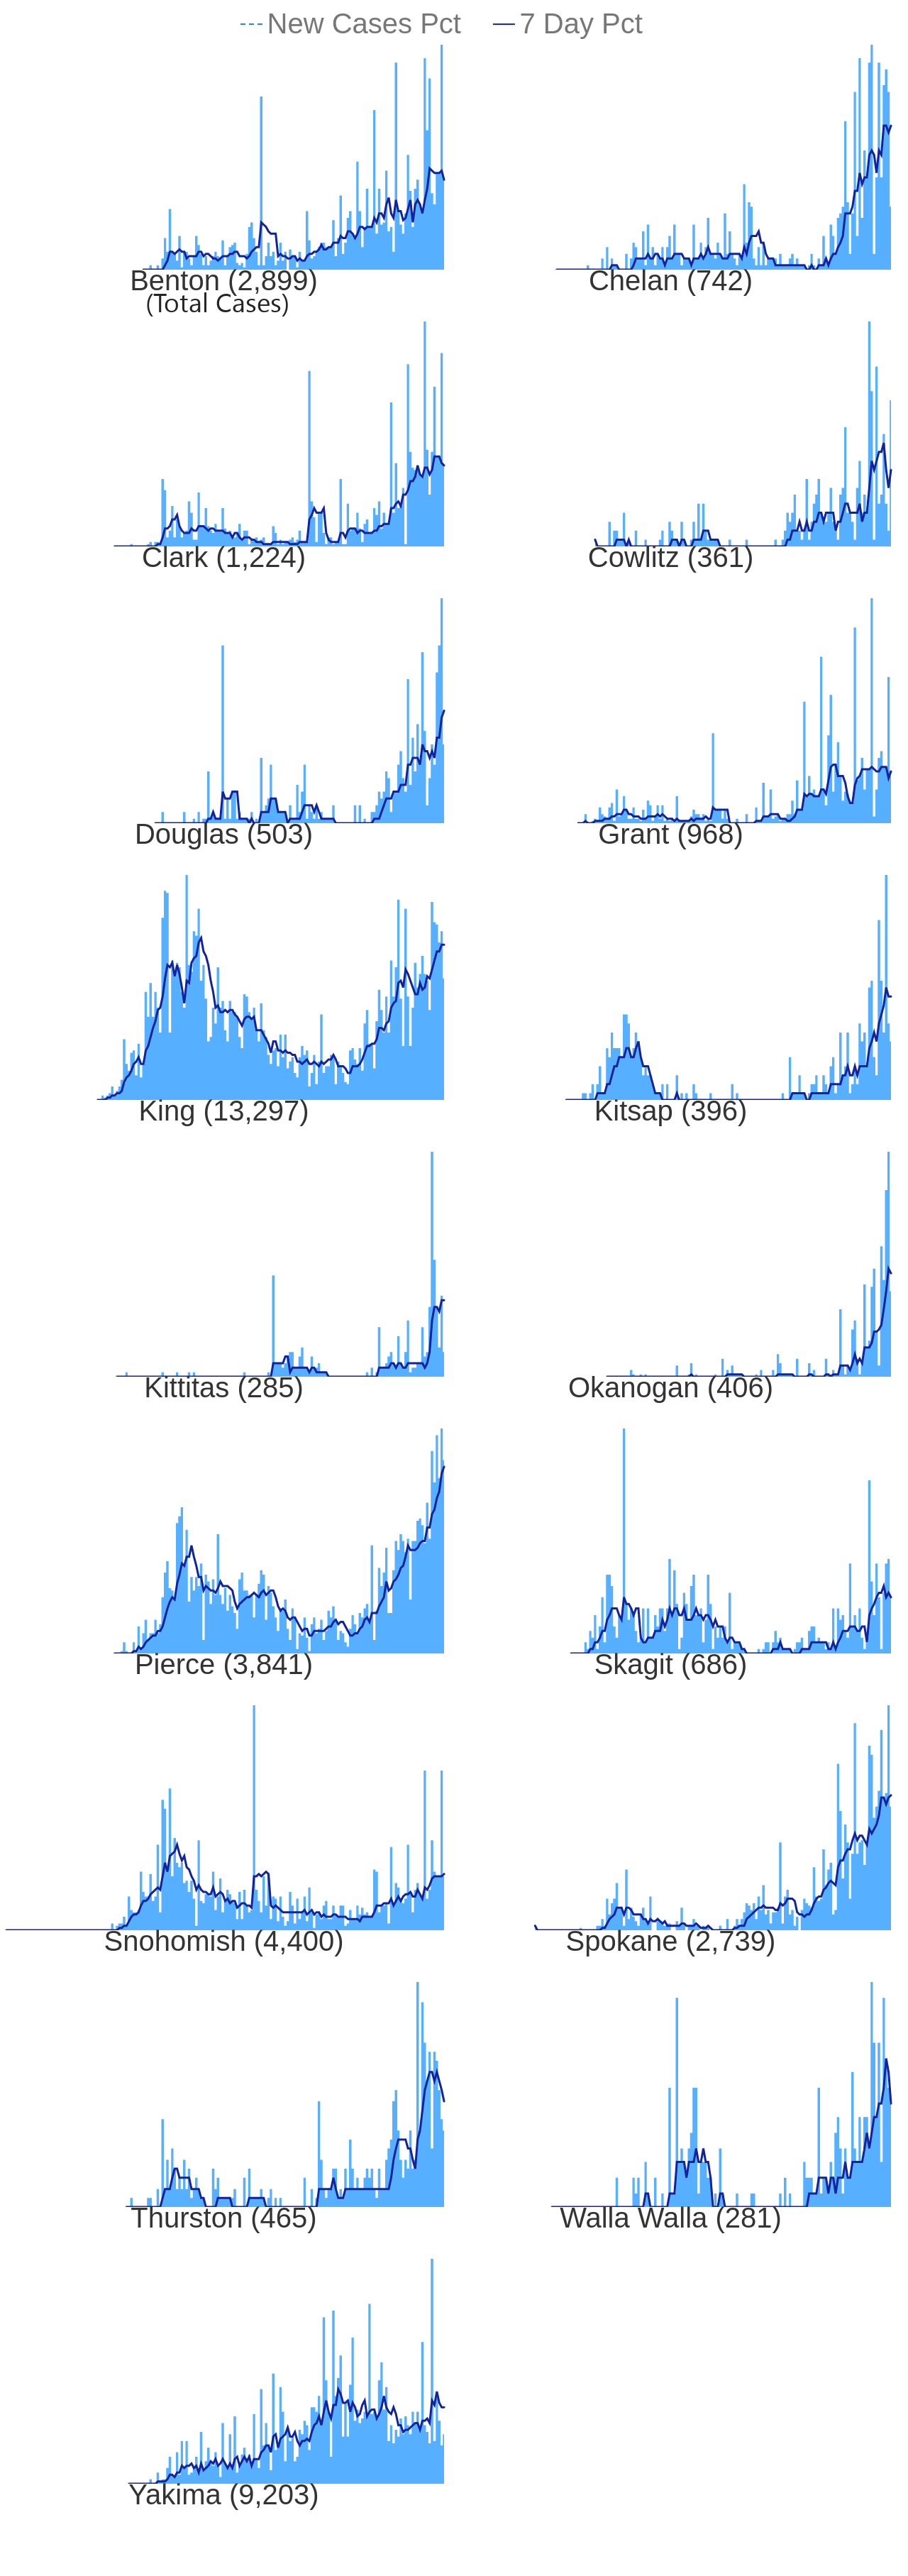 New Cases Pct 7 Day Pct
Benton (2,899) Chelan (742)
(Total Cases)
Clark (1,224) Cowlitz (361)
Douglas (503) Grant (968)
King (13,297) Kitsap (396)
Kittitas (285) Okanogan (406)
Pierce (3,841) Skagit (686)
Snohomish (4,400) Spokane (2,739)
Thurston (465) Walla Walla (281)
Yakima (9,203)